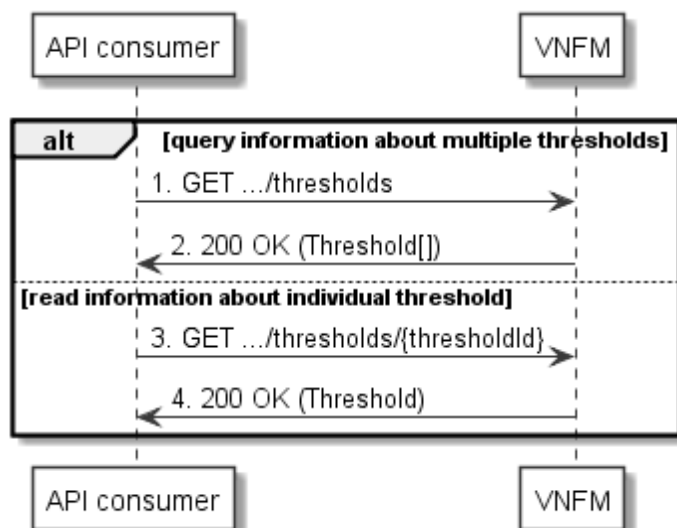 API consumer
VNFM
alt
[query information about multiple thresholds]
1. GET .../thresholds
2. 200 OK (Threshold[])
[read information about individual threshold]
3. GET .../thresholds/{thresholdId}
4. 200 OK (Threshold)
API consumer
VNFM